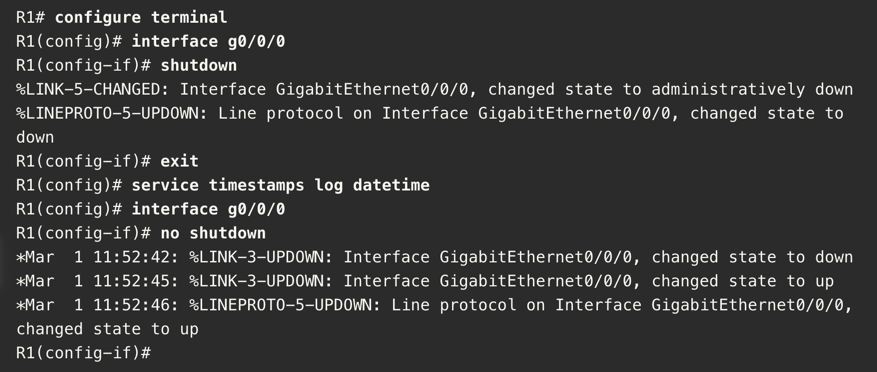 R1# configure terminal
R1(config)# interface g0/0/0
R1(config-if)# shutdown
%LINK-5-CHANGED: Interface GigabitEthernet0/0/0, changed state to administratively down
%LINEPROTO-5-UPDOWN: Line protocol on Interface GigabitEthernet0/0/0, changed state to
down
R1(config-if)# exit
R1(config)# service timestamps log datetime
R1(config)# interface g0/0/0
R1(config-if)# no shutdown
*Mar  1 11:52:42: %LINK-3-UPDOWN: Interface GigabitEthernet0/0/0, changed state to down
*Mar  1 11:52:45: %LINK-3-UPDOWN: Interface GigabitEthernet0/0/0, changed state to up
*Mar  1 11:52:46: %LINEPROTO-5-UPDOWN: Line protocol on Interface GigabitEthernet0/0/0,
changed state to up
R1(config-if)#